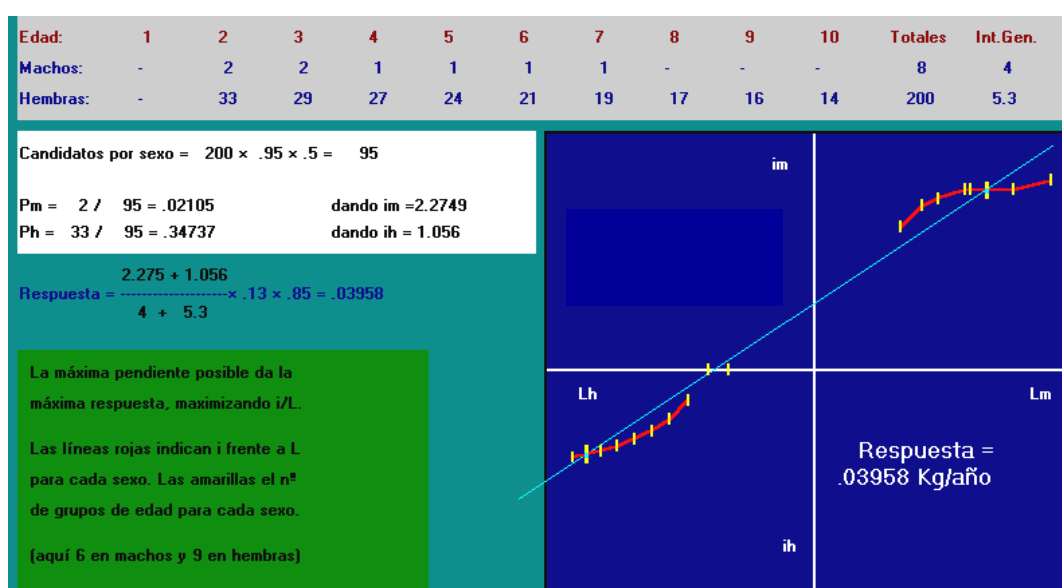 Edad: 1 2 3 4 5 6 7 8 9 10 Totales Int.Gen.
Machos: - 2 2 1 1 1 1 - - - 8 4
Hembras: - 33 29 27 24 21 19 17 16 14 200 5.3
Candidatos por sexo = 200 × .95 × .5 = 95
Pm = 2 / 95 = .02105 dando im =2.2749
Ph = 33 / 95 = .34737 dando ih = 1.056
2.275 + 1.056
Respuesta = --------------------× .13 × .85 = .03958
4 + 5.3
La máxima pendiente posible da la
máxima respuesta, maximizando i/L.
Las líneas rojas indican i frente a L
para cada sexo. Las amarillas el nº
de grupos de edad para cada sexo.
(aquí 6 en machos y 9 en hembras)
im
Lh
Lm
Respuesta =
.03958 Kg/año
ih